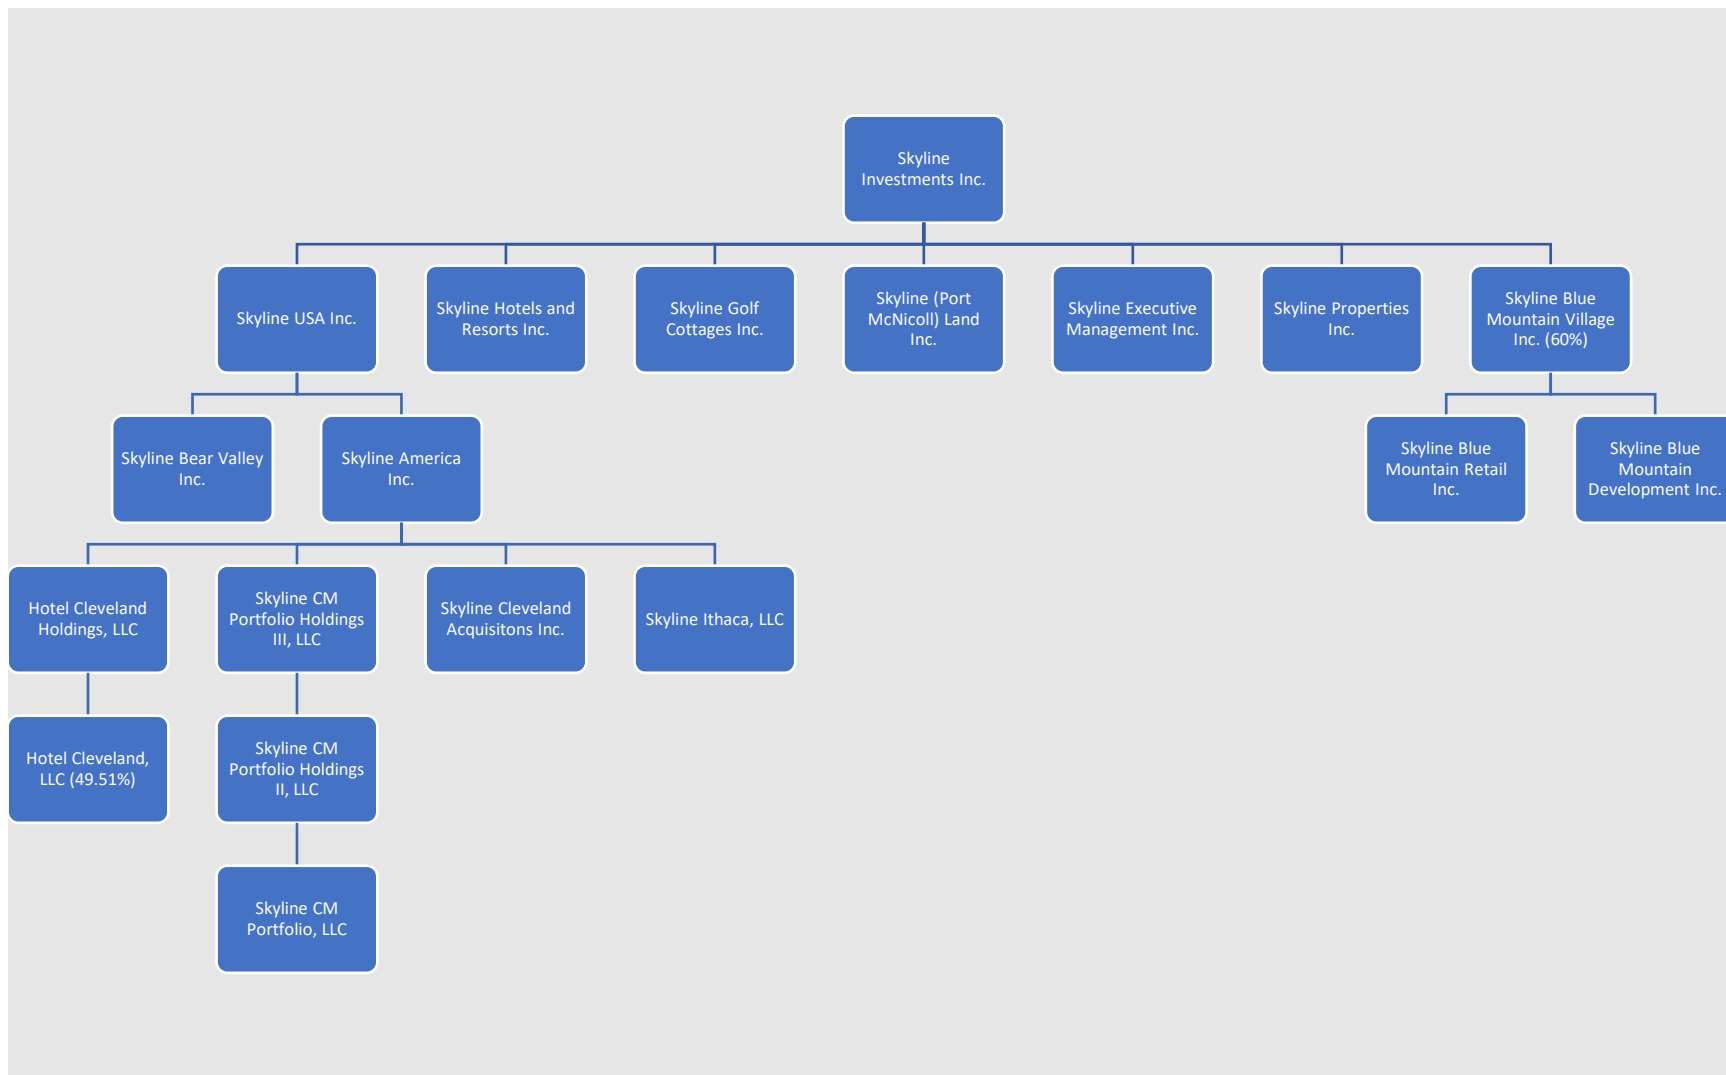 Skyline
Investments Inc.
Skyline USA Inc.
Skyline Hotels and
Resorts Inc.
Skyline Golf
Cottages Inc.
Skyline (Port
McNicoll) Land
Inc.
Skyline Executive
Management Inc.
Skyline Properties
Inc.
Skyline Blue
Mountain Village
Inc. (60%)
Skyline Bear Valley
Inc.
Skyline America
Inc.
Skyline Blue
Mountain Retail
Inc.
Skyline Blue
Mountain
Development Inc.
Hotel Cleveland
Holdings, LLC
Skyline CM
Portfolio Holdings
III, LLC
Skyline Cleveland
Acquisitons Inc.
Skyline Ithaca, LLC
Hotel Cleveland,
LLC (49.51%)
Skyline CM
Portfolio Holdings
II, LLC
Skyline CM
Portfolio, LLC